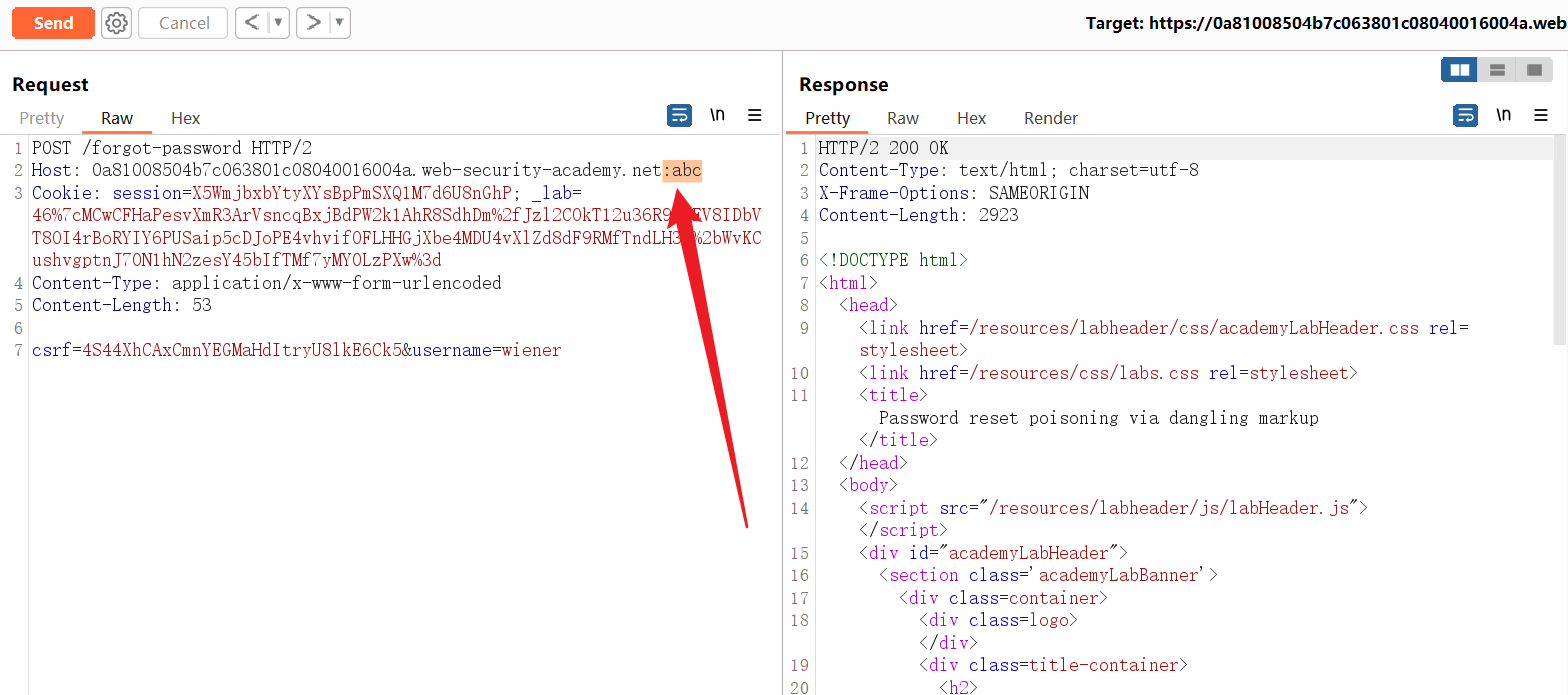 Send
Cancel
<
>
Target: https://0a81008504b7c063801c08040016004a.web
Request
Pretty Raw Hex
\n
1 POST /forgot-password HTTP/2
2 Host: 0a81008504b7c063801c08040016004a.web-security-academy.net:abc
3 Cookie: session=X5WmjbxbYtyXYsBpPmSXQ1M7d6U8nGhP; _lab=
46%7cMCwCFHaPesvXmR3ArVsncqBxjBdPW2k1AhR8SdhDm%2fJzl2COkT12u36R9
V8IDbV
T8OI4rBoRYIY6PUSaip5cDJoPE4vhvifOFLHHGjXbe4MDU4vXlZd8dF9RMfTndLH3
%2bWvKC
ushvgptnJ7ON1hN2zesY45bIfTMf7yMYOLzPXw%3d
4 Content-Type: application/x-www-form-urlencoded
5 Content-Length: 53
6
7 csrf=4S44XhCAxCmnYEGMaHdItryU8lkE6Ck5&username=wiener
Response
Pretty Raw Hex Render
\n
1 HTTP/2 200 OK
2 Content-Type: text/html; charset=utf-8
3 X-Frame-Options: SAMEORIGIN
4 Content-Length: 2923
5
6 <!DOCTYPE html>
7 <html>
8 <head>
9 <link href=/resources/labheader/css/academyLabHeader.css rel=
stylesheet>
10 <link href=/resources/css/labs.css rel=stylesheet>
11 <title>
Password reset poisoning via dangling markup
</title>
12 </head>
13 <body>
14 <script src="/resources/labheader/js/labHeader.js">
</script>
15 <div id="academyLabHeader">
16 <section class='academyLabBanner'>
17 <div class=container>
18 <div class=logo>
</div>
19 <div class=title-container>
20 <h2>